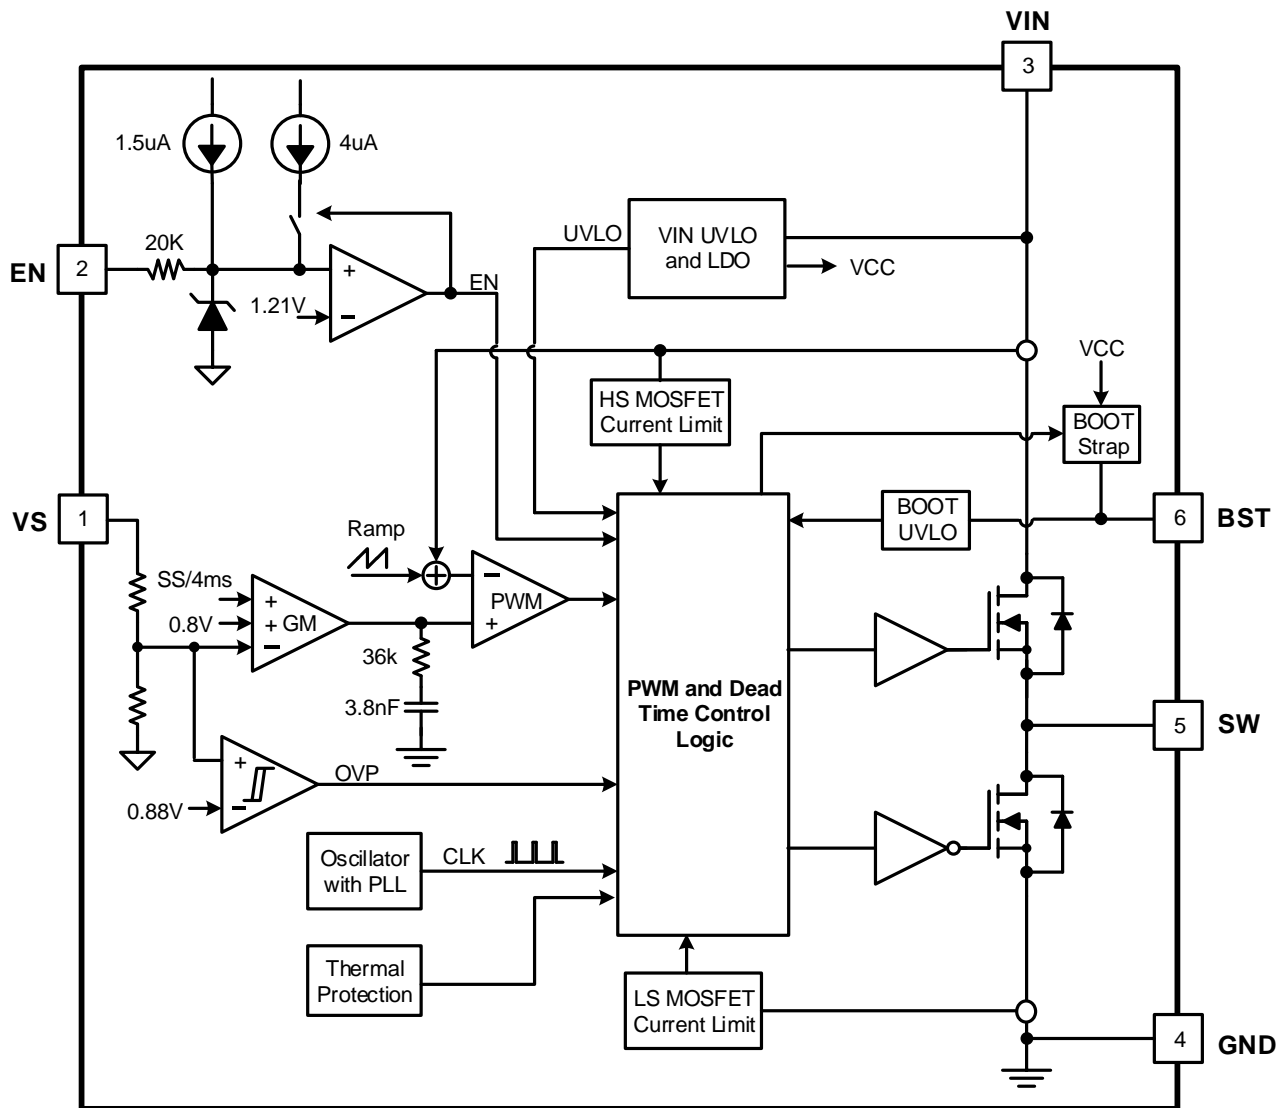 VIN
3
1.5uA
4uA
20K
EN
2
1.21V
EN
UVLO
VIN UVLO
and LDO
VCC
VCC
HS MOSFET
Current Limit
BOOT
Strap
VS
1
BOOT
UVLO
6
BST
Ramp
SS/4ms
0.8V
GM
PWM
36k
3.8nF
PWM and Dead
Time Control
Logic
5
SW
OVP
0.88V
Oscillator
with PLL
CLK
Thermal
Protection
LS MOSFET
Current Limit
4
GND